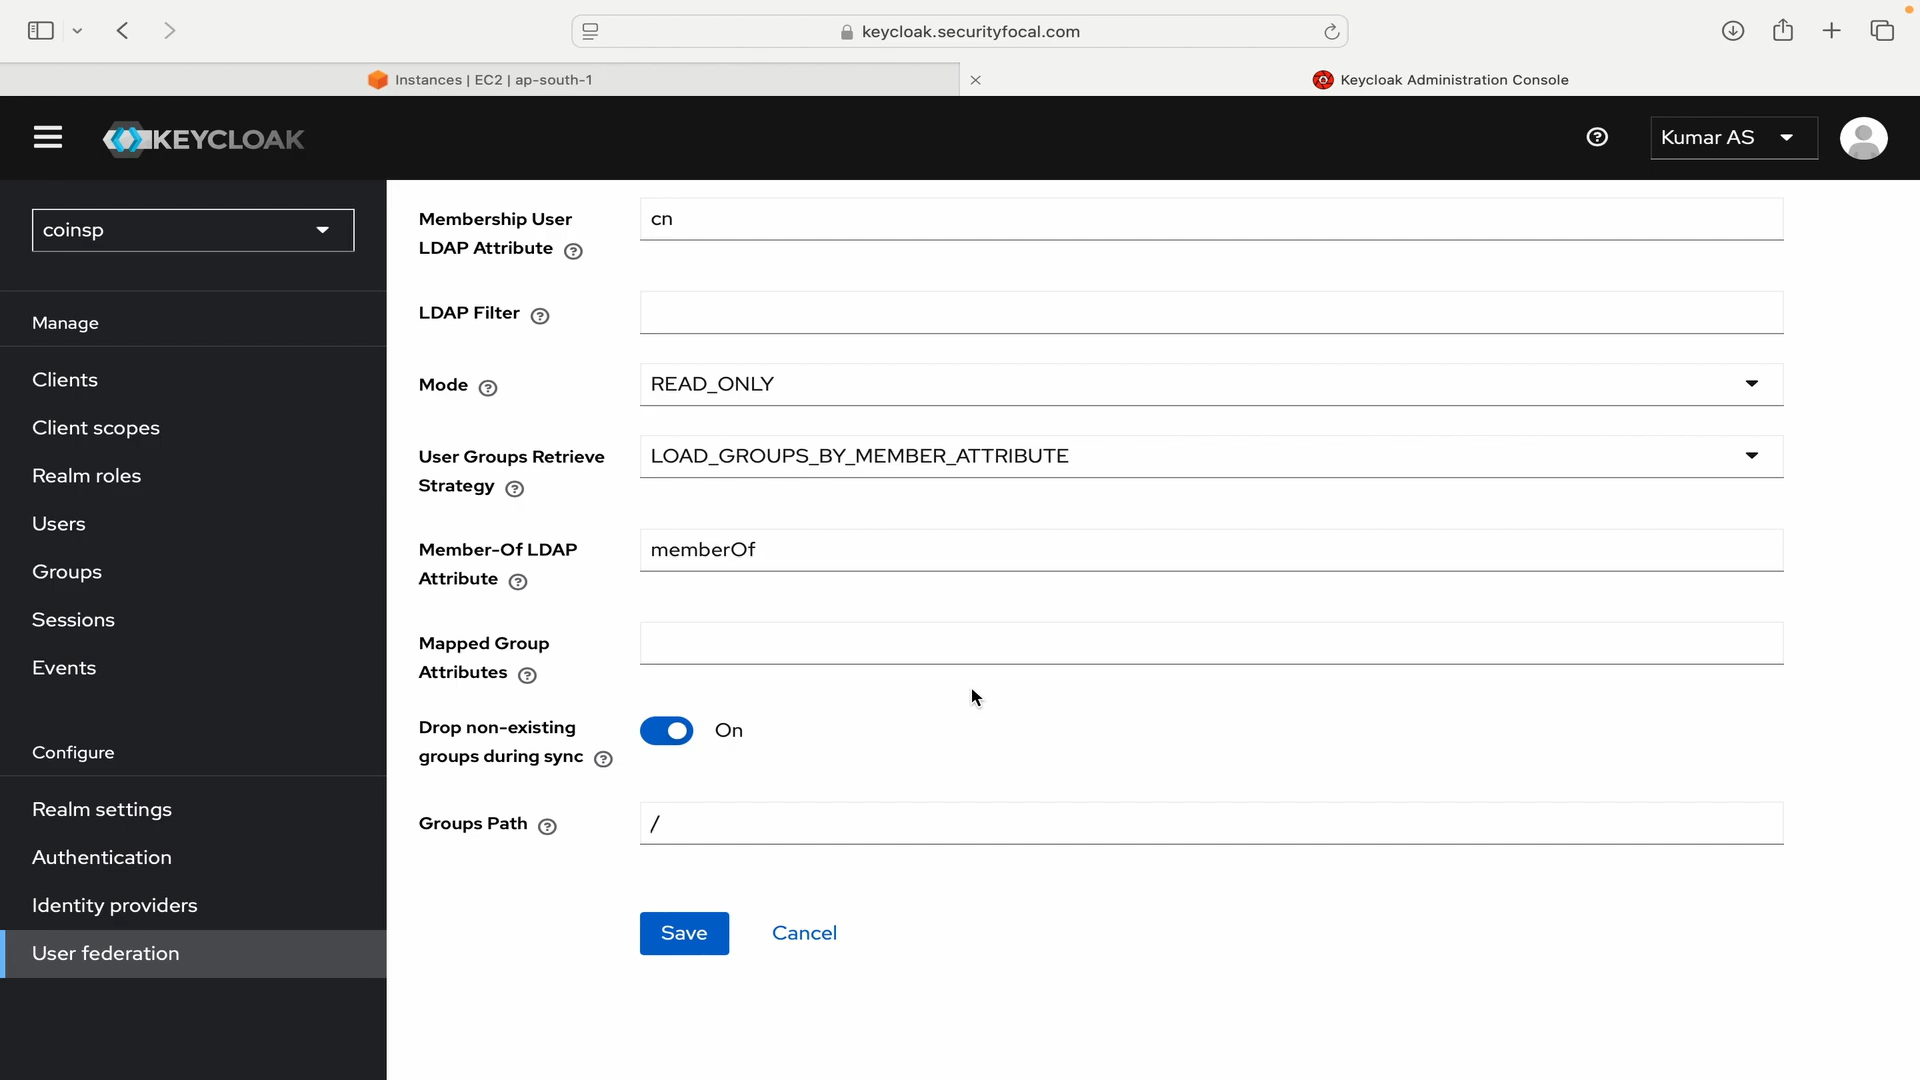 keycloak.securityfocal.com
Instances | EC2 | ap-south-1
Keycloak Administration Console
KEYCLOAK
Kumar AS
coinsp
Manage
Clients
Client scopes
Realm roles
Users
Groups
Sessions
Events
Configure
Realm settings
Authentication
Identity providers
User federation
Membership User
LDAP Attribute
cn
LDAP Filter
Mode
READ_ONLY
User Groups Retrieve
Strategy
LOAD_GROUPS_BY_MEMBER_ATTRIBUTE
Member-Of LDAP
Attribute
memberOf
Mapped Group
Attributes
Drop non-existing
groups during sync
On
Groups Path
/
Save
Cancel